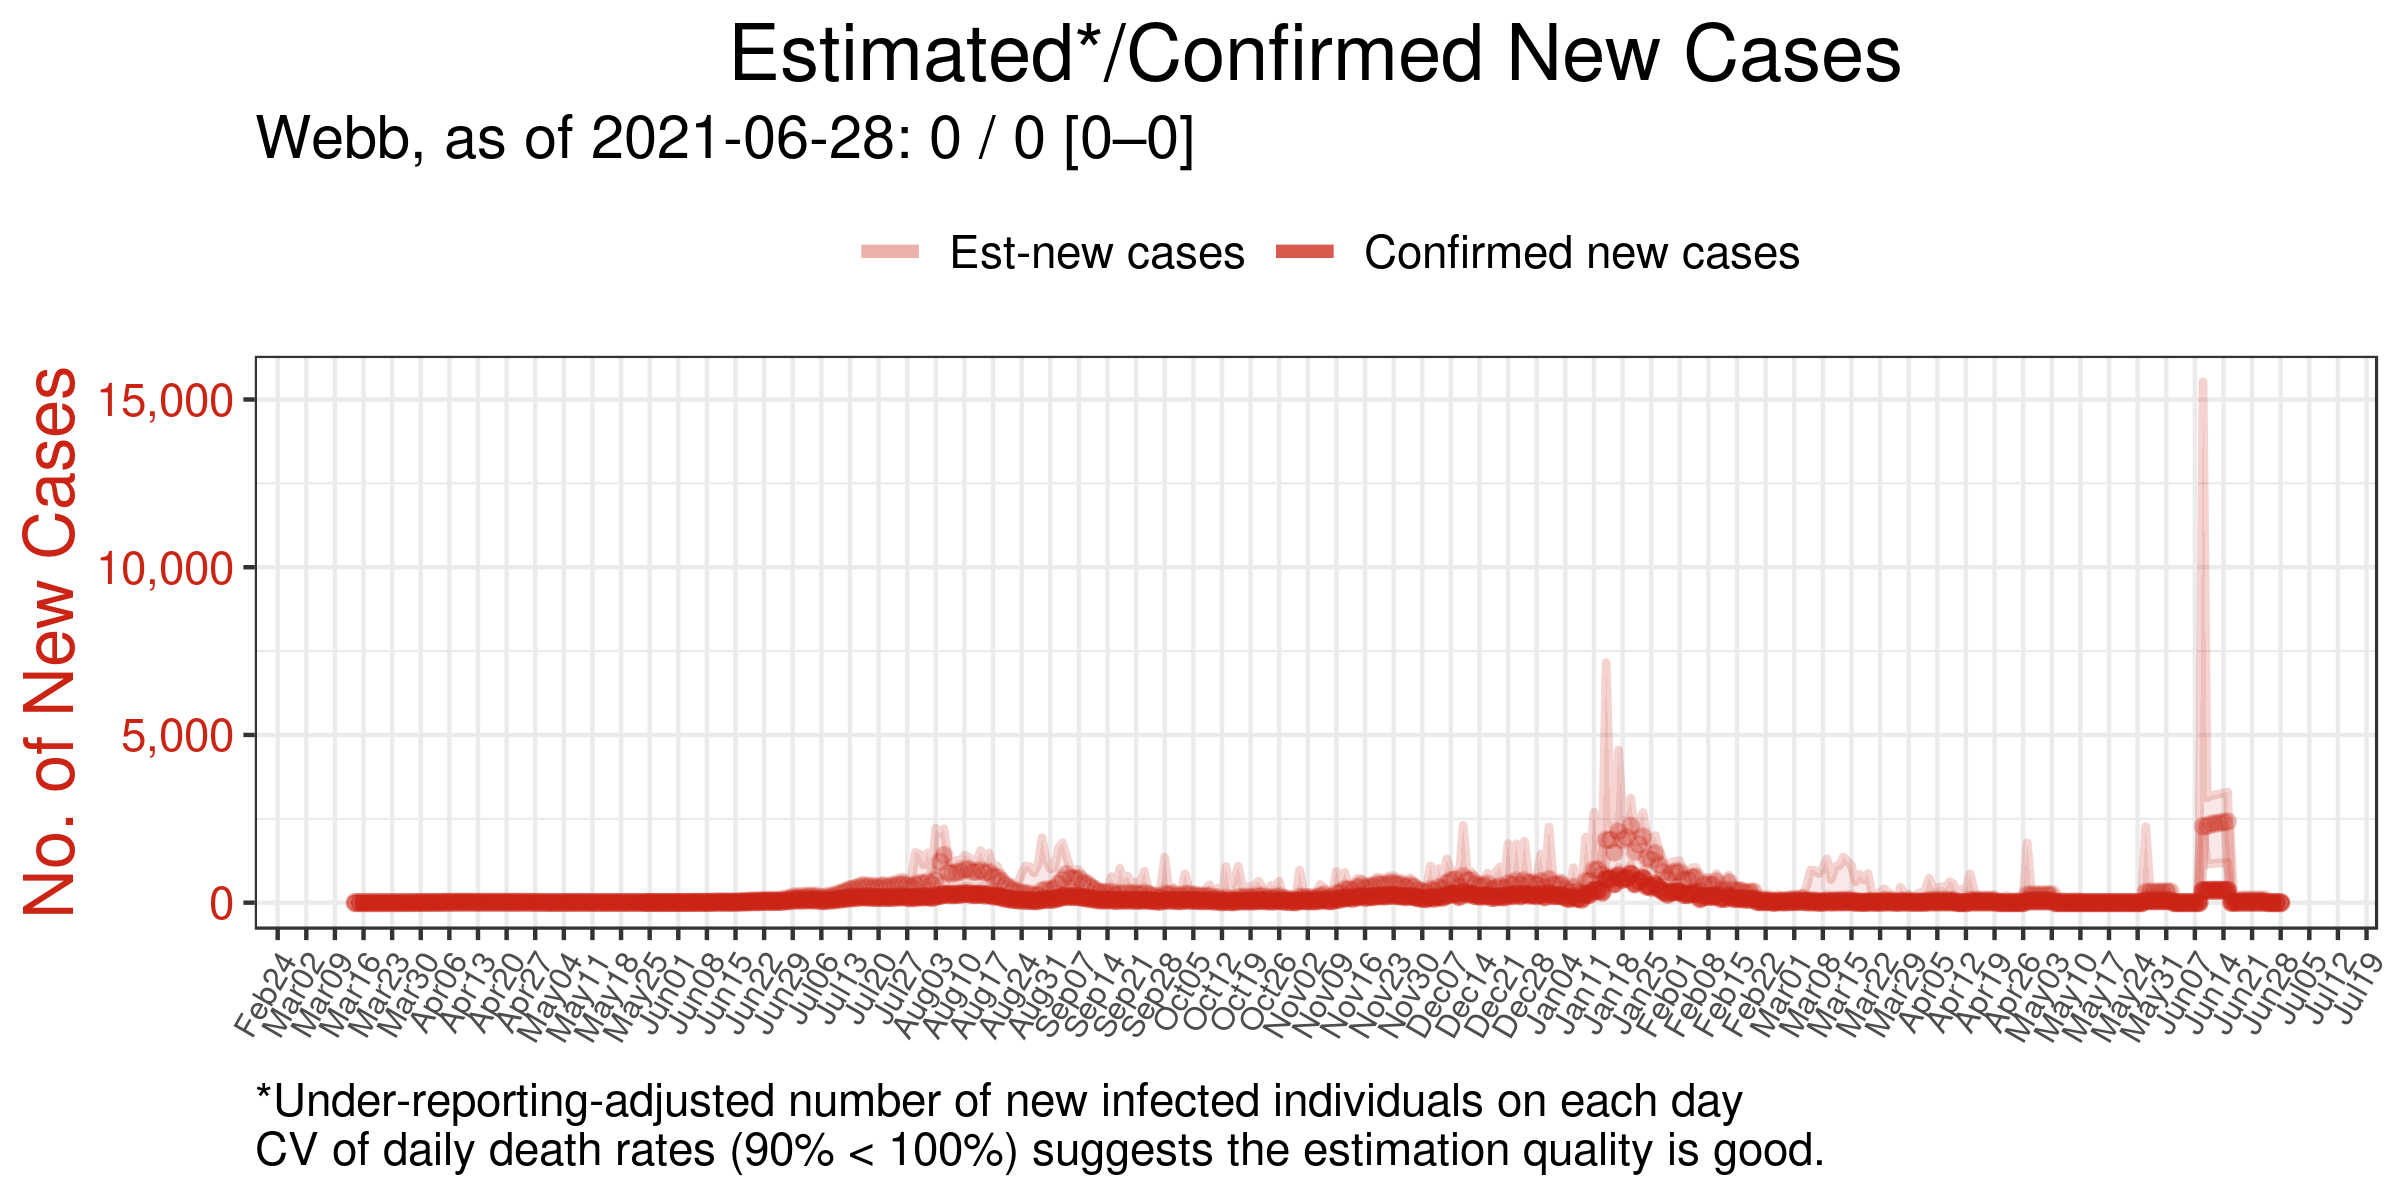 Estimated*/Confirmed New Cases
Webb, as of 2021-06-28: 0 / 0 [0–0]
Est-new cases Confirmed new cases
No. of New Cases
15,000
10,000
5,000
0
Feb24 Mar02 Mar09 Mar16 Mar23 Mar30 Apr06 Apr13 Apr20 Apr27 May04 May11 May18 May25 Jun01 Jun08 Jun15 Jun22 Jun29 Jul06 Jul13 Jul20 Jul27 Aug03 Aug10 Aug17 Aug24 Aug31 Sep07 Sep14 Sep21 Sep28 Oct05 Oct12 Oct19 Oct26 Nov02 Nov09 Nov16 Nov23 Nov30 Dec07 Dec14 Dec21 Dec28 Jan04 Jan11 Jan18 Jan25 Feb01 Feb08 Feb15 Feb22 Mar01 Mar08 Mar15 Mar22 Mar29 Apr05 Apr12 Apr19 Apr26 May03 May10 May17 May24 May31 Jun07 Jun14 Jun21 Jun28 Jul05 Jul12 Jul19
*Under-reporting-adjusted number of new infected individuals on each day
CV of daily death rates (90% < 100%) suggests the estimation quality is good.